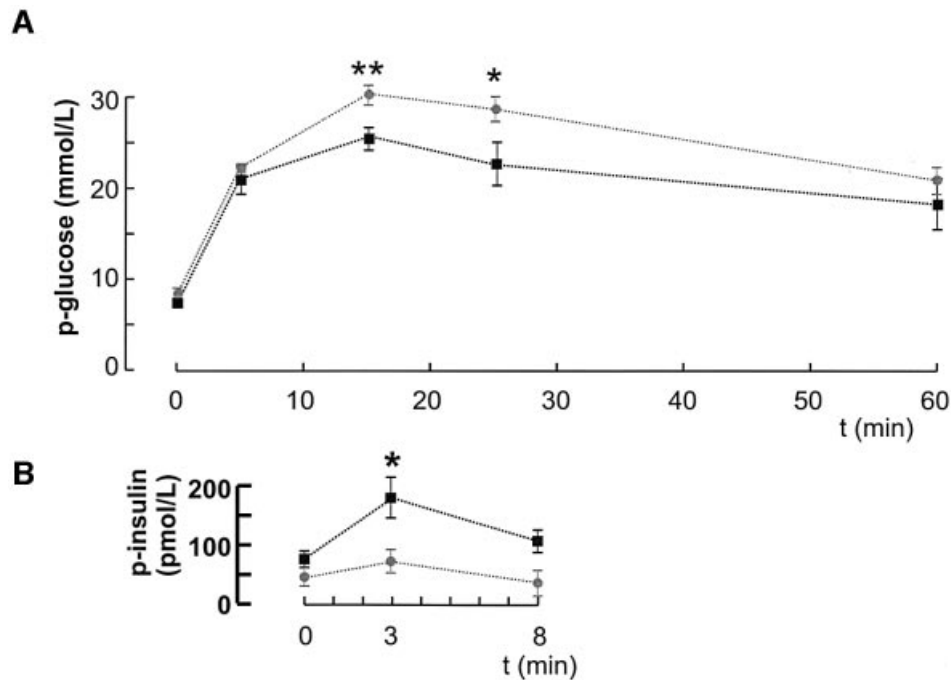 A
** *
p-glucose (mmol/L)
30
20
10
0
0 10 20 30 40 50 60
t (min)
B
*
p-insulin
(pmol/L)
200
100
0
0 3 8
t (min)